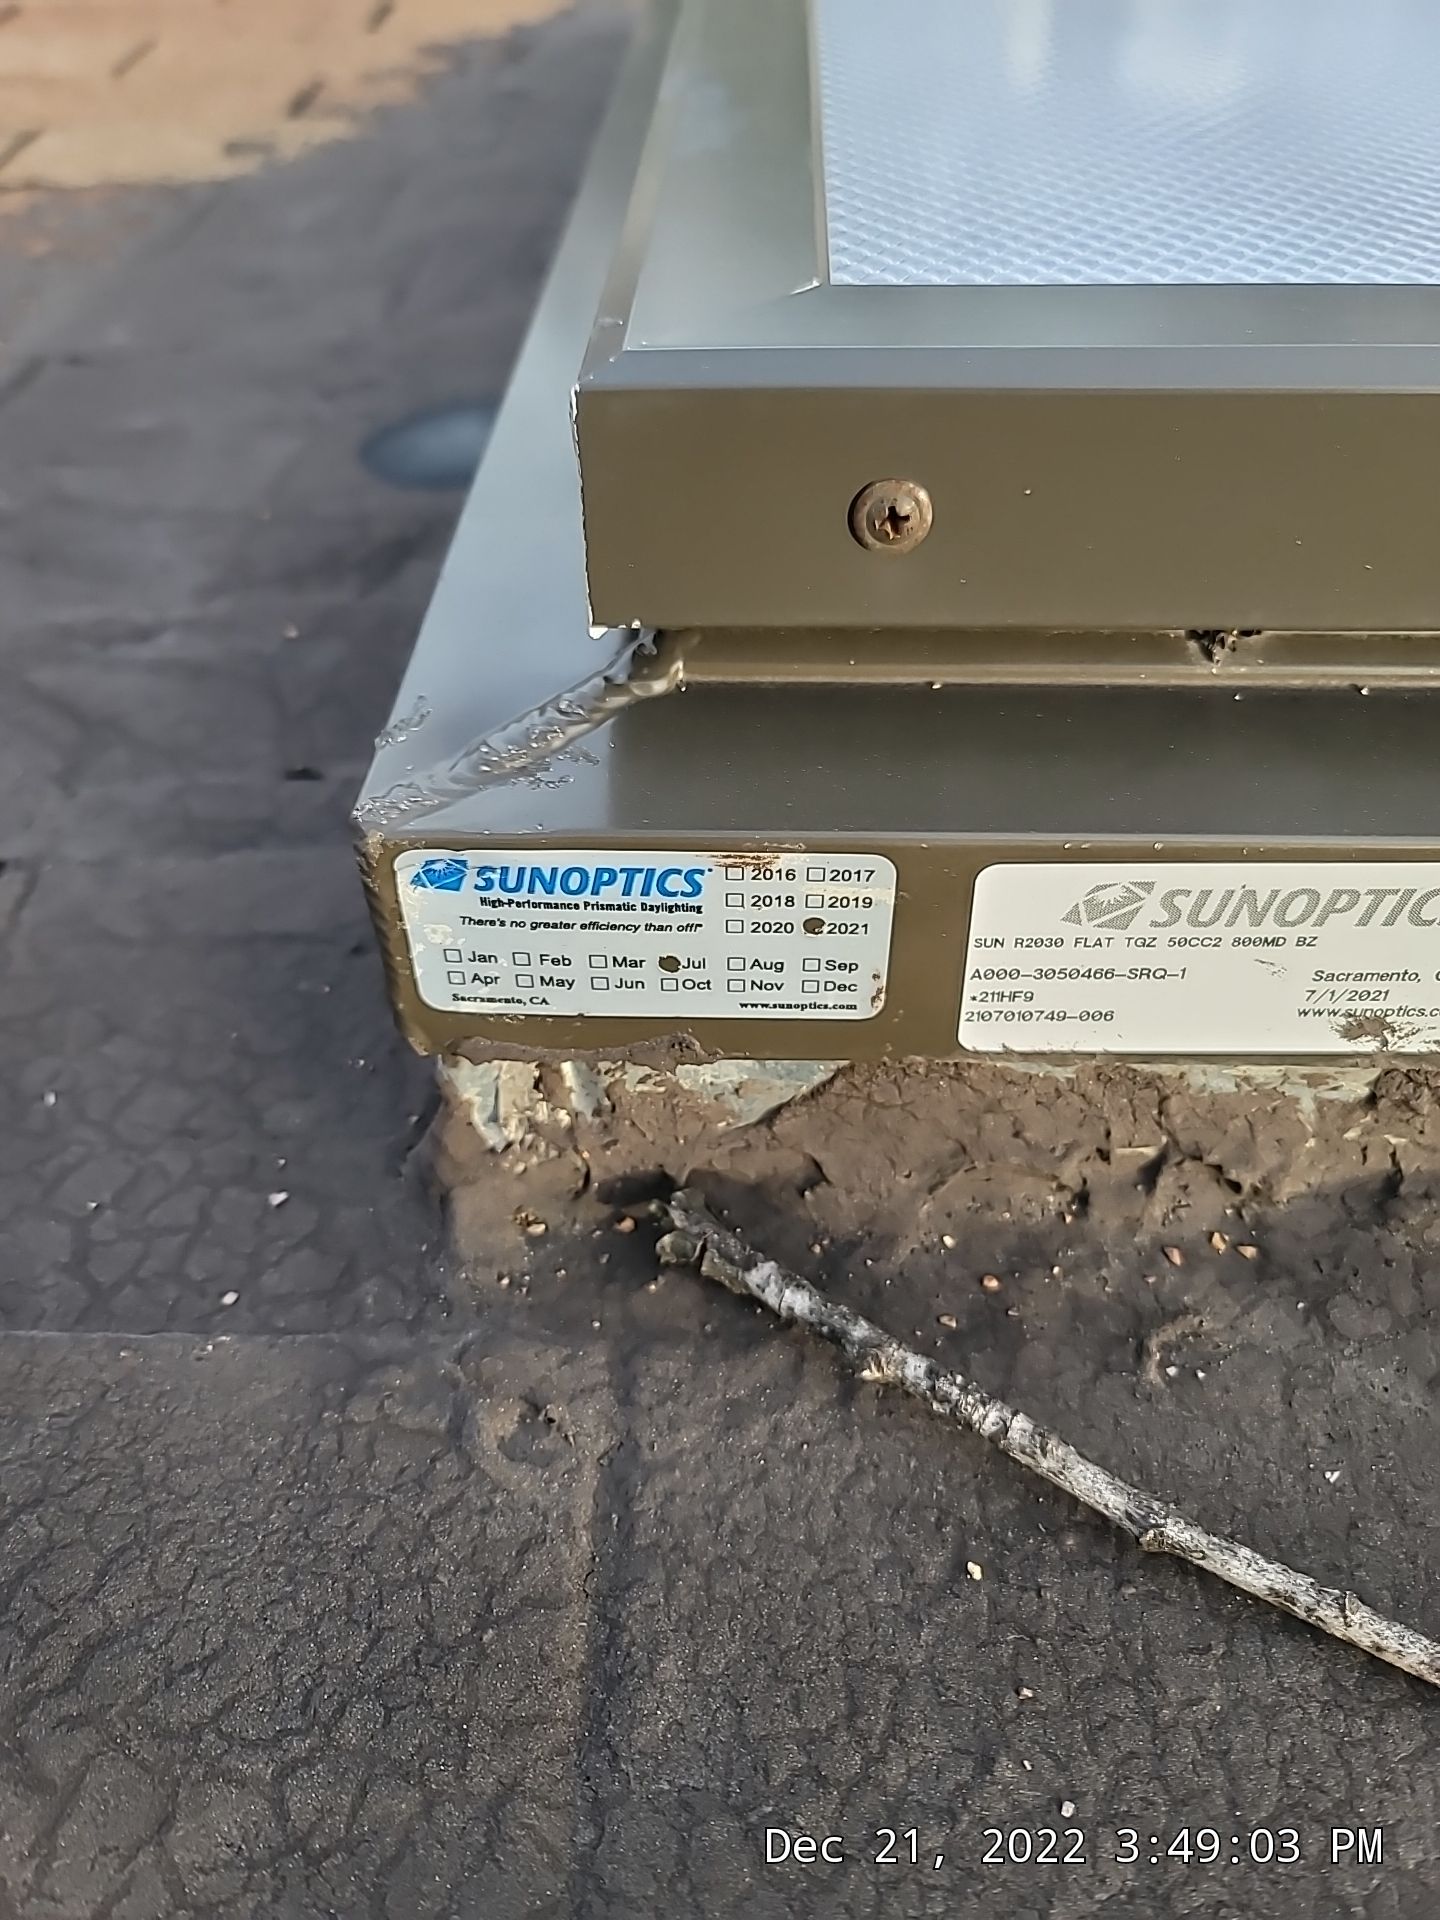 SUNOPTICS
High-Performance Prismatic Daylighting
There's no greater efficiency than off!
2016 2017
2018 2019
2020 2021
Jan Feb Mar Jul Aug Sep
Apr May Jun Oct Nov Dec
Sacramento, CA www.sunoptics.com
SUNOPTIC
SUN R2030 FLAT TGZ 50CC2 800MD BZ
A000-3050466-SRQ-1
*211HF9
2107010749-006
Sacramento,
7/1/2021
www.sunoptics.co
Dec 21, 2022 3:49:03 PM